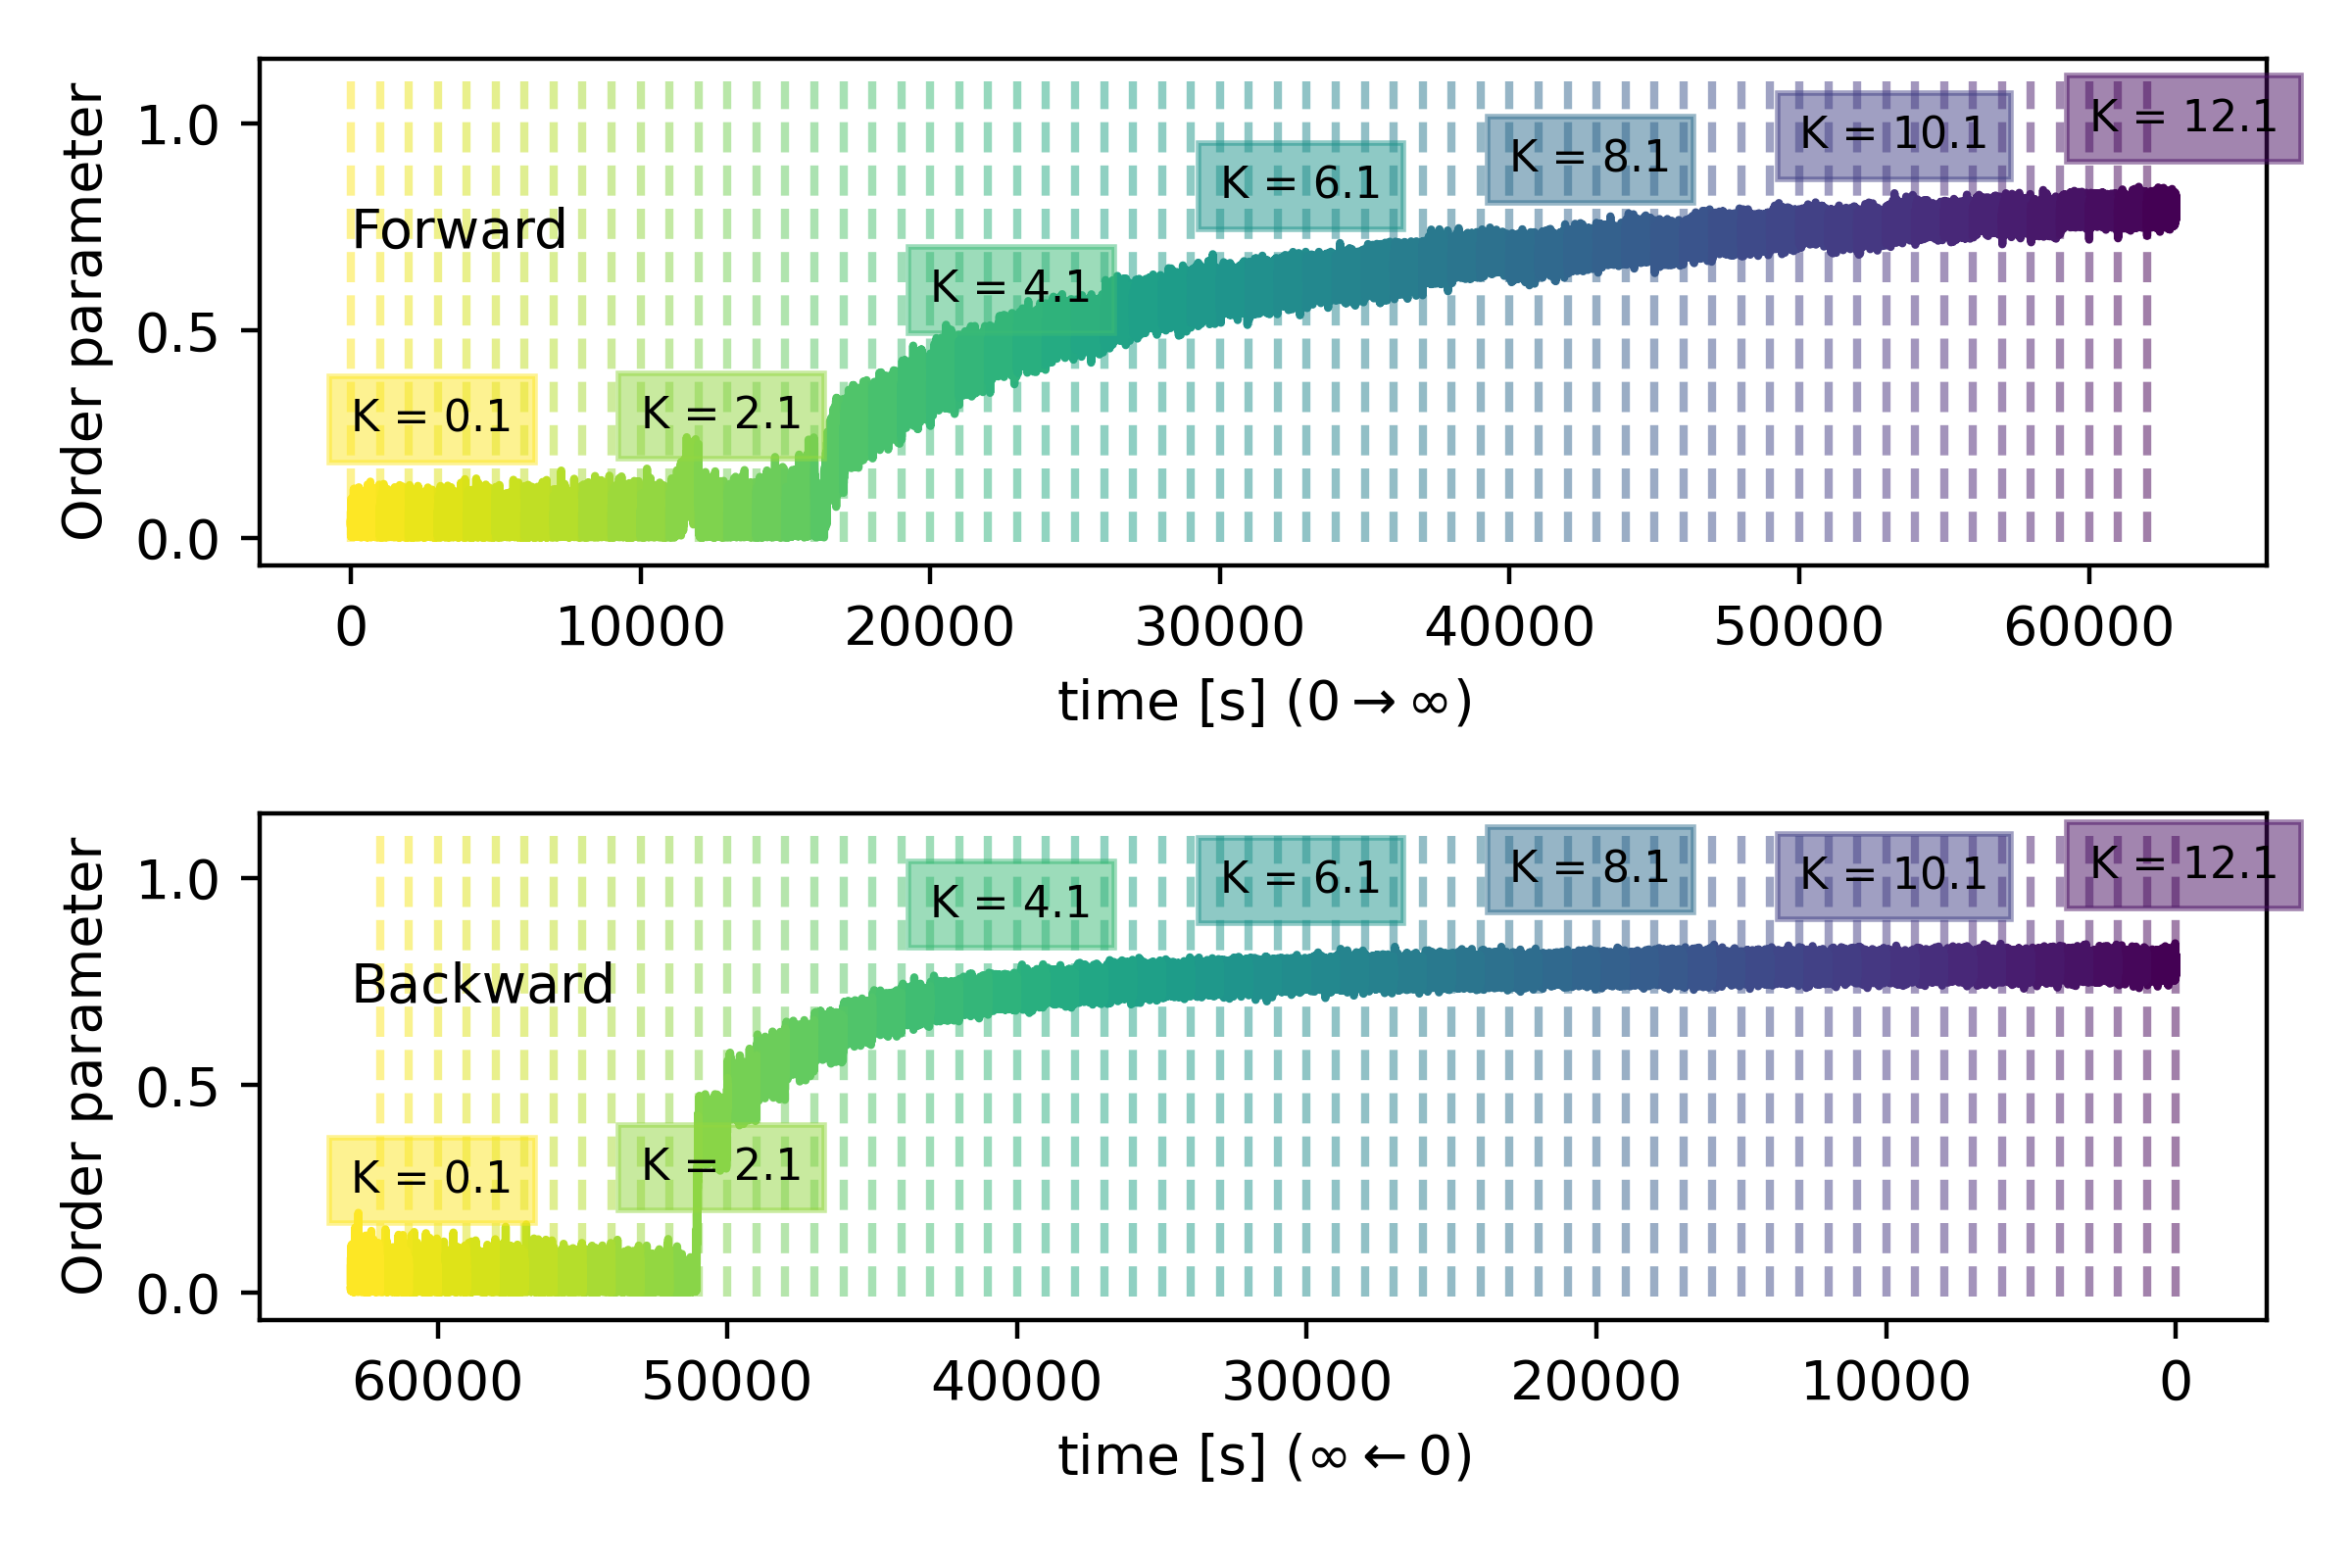 Order parameter
1.0
0.5
0.0
Forward
K = 0.1
K = 2.1
K = 4.1
K = 6.1
K = 8.1
K = 10.1
K = 12.1
0 10000 20000 30000 40000 50000 60000
time [s] (0 → ∞)
Order parameter
1.0
0.5
0.0
Backward
K = 0.1
K = 2.1
K = 4.1
K = 6.1
K = 8.1
K = 10.1
K = 12.1
60000 50000 40000 30000 20000 10000 0
time [s] (∞ ← 0)